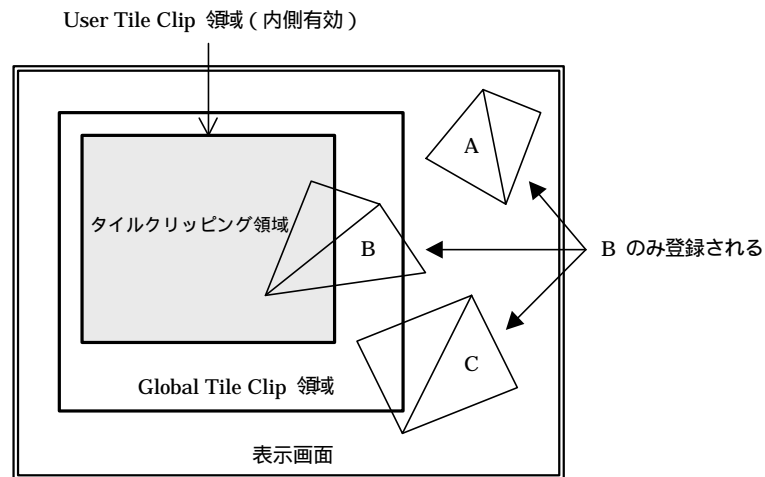 User Tile Clip 領域 ( 内側有効 )
A
タイルクリッピング領域
B
B のみ登録される
C
Global Tile Clip 領域
表示画面